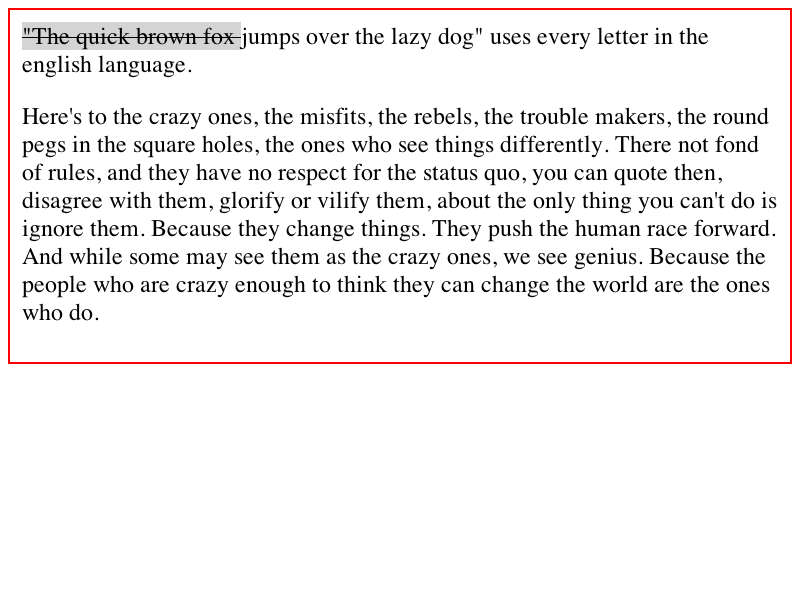 "The quick brown fox jumps over the lazy dog" uses every letter in the
english language.
Here's to the crazy ones, the misfits, the rebels, the trouble makers, the round
pegs in the square holes, the ones who see things differently. There not fond
of rules, and they have no respect for the status quo, you can quote then,
disagree with them, glorify or vilify them, about the only thing you can't do is
ignore them. Because they change things. They push the human race forward.
And while some may see them as the crazy ones, we see genius. Because the
people who are crazy enough to think they can change the world are the ones
who do.